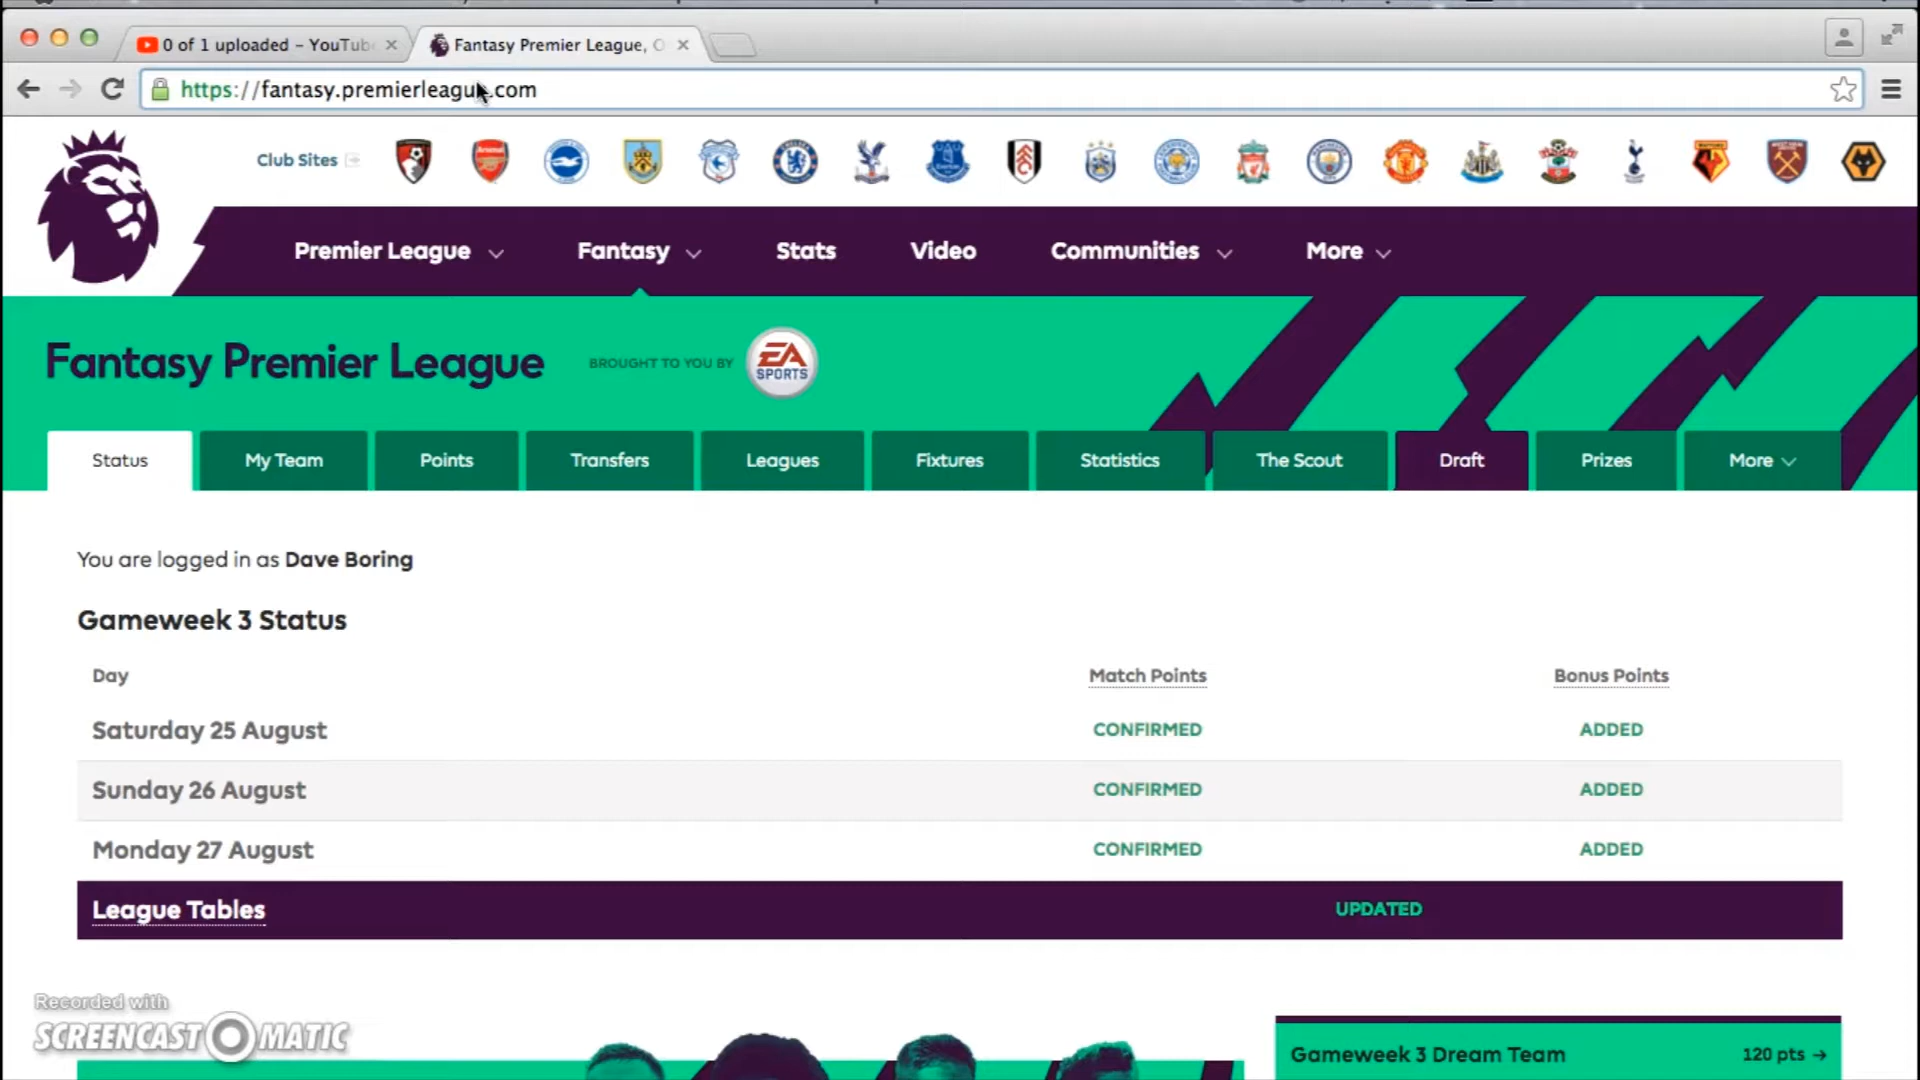 0 of 1 uploaded - YouTub
Fantasy Premier League, O
https://fantasy.premierleague.com
Club Sites
Premier League
Fantasy
Stats
Video
Communities
More
Fantasy Premier League
BROUGHT TO YOU BY
EA
SPORTS
Status
My Team
Points
Transfers
Leagues
Fixtures
Statistics
The Scout
Draft
Prizes
More
You are logged in as Dave Boring
Gameweek 3 Status
Day
Match Points
Bonus Points
Saturday 25 August
CONFIRMED
ADDED
Sunday 26 August
CONFIRMED
ADDED
Monday 27 August
CONFIRMED
ADDED
League Tables
UPDATED
Recorded with
SCREENCAST-O-MATIC
Gameweek 3 Dream Team
120 pts →